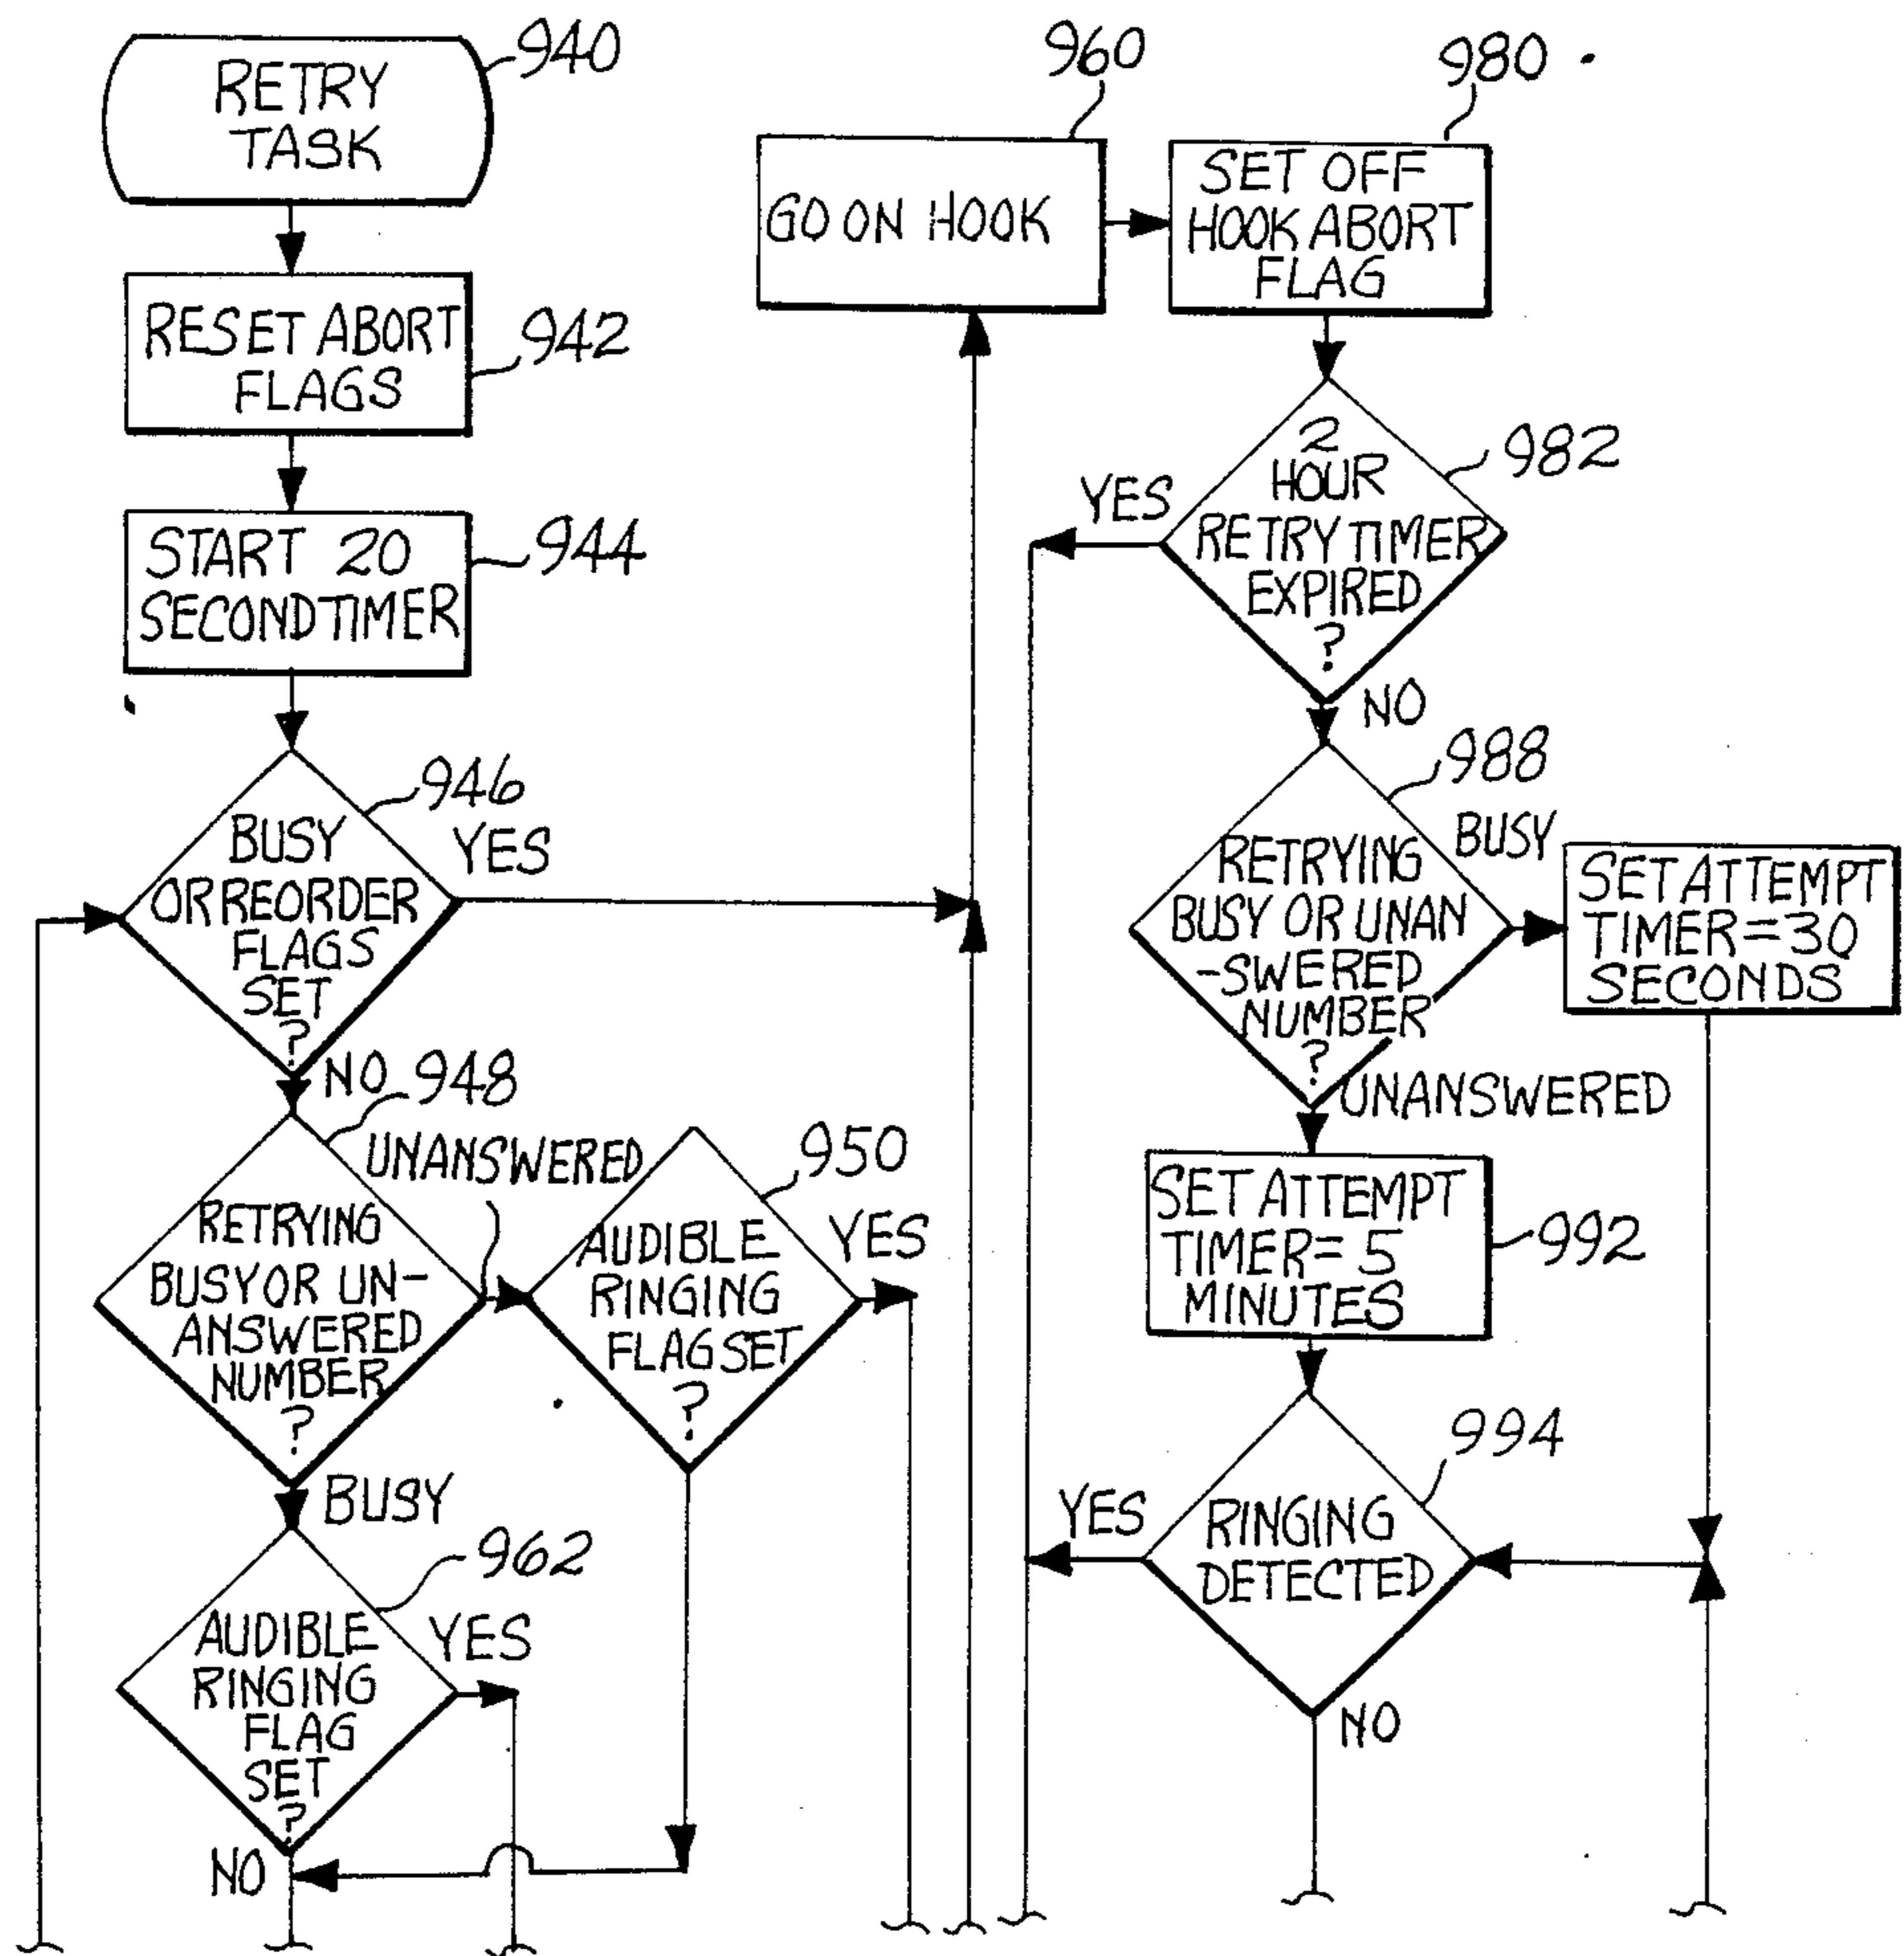 940
RETRY
TASK
RESET ABORT
FLAGS
942
START 20
SECOND TIMER
944
946
BUSY
OR REORDER
FLAGS
SET
?
YES
NO
948
RETRYING
BUSY OR UN-
ANSWERED
NUMBER
?
UNANSWERED
BUSY
950
AUDIBLE
RINGING
FLAG SET
?
YES
962
AUDIBLE
RINGING
FLAG
SET
?
YES
NO
960
GO ON HOOK
980
SET OFF
HOOK ABORT
FLAG
982
2
HOUR
RETRY TIMER
EXPIRED
?
YES
NO
988
RETRYING
BUSY OR UNAN
-SWERED
NUMBER
?
BUSY
SET ATTEMPT
TIMER=30
SECONDS
UNANSWERED
SET ATTEMPT
TIMER=5
MINUTES
992
994
RINGING
DETECTED
YES
NO